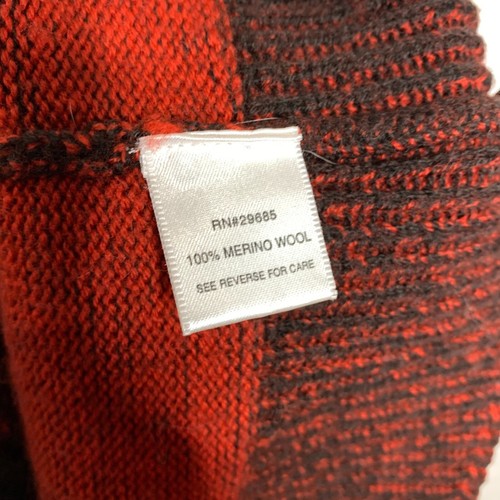 RN#29685
100% MERINO WOOL
SEE REVERSE FOR CARE